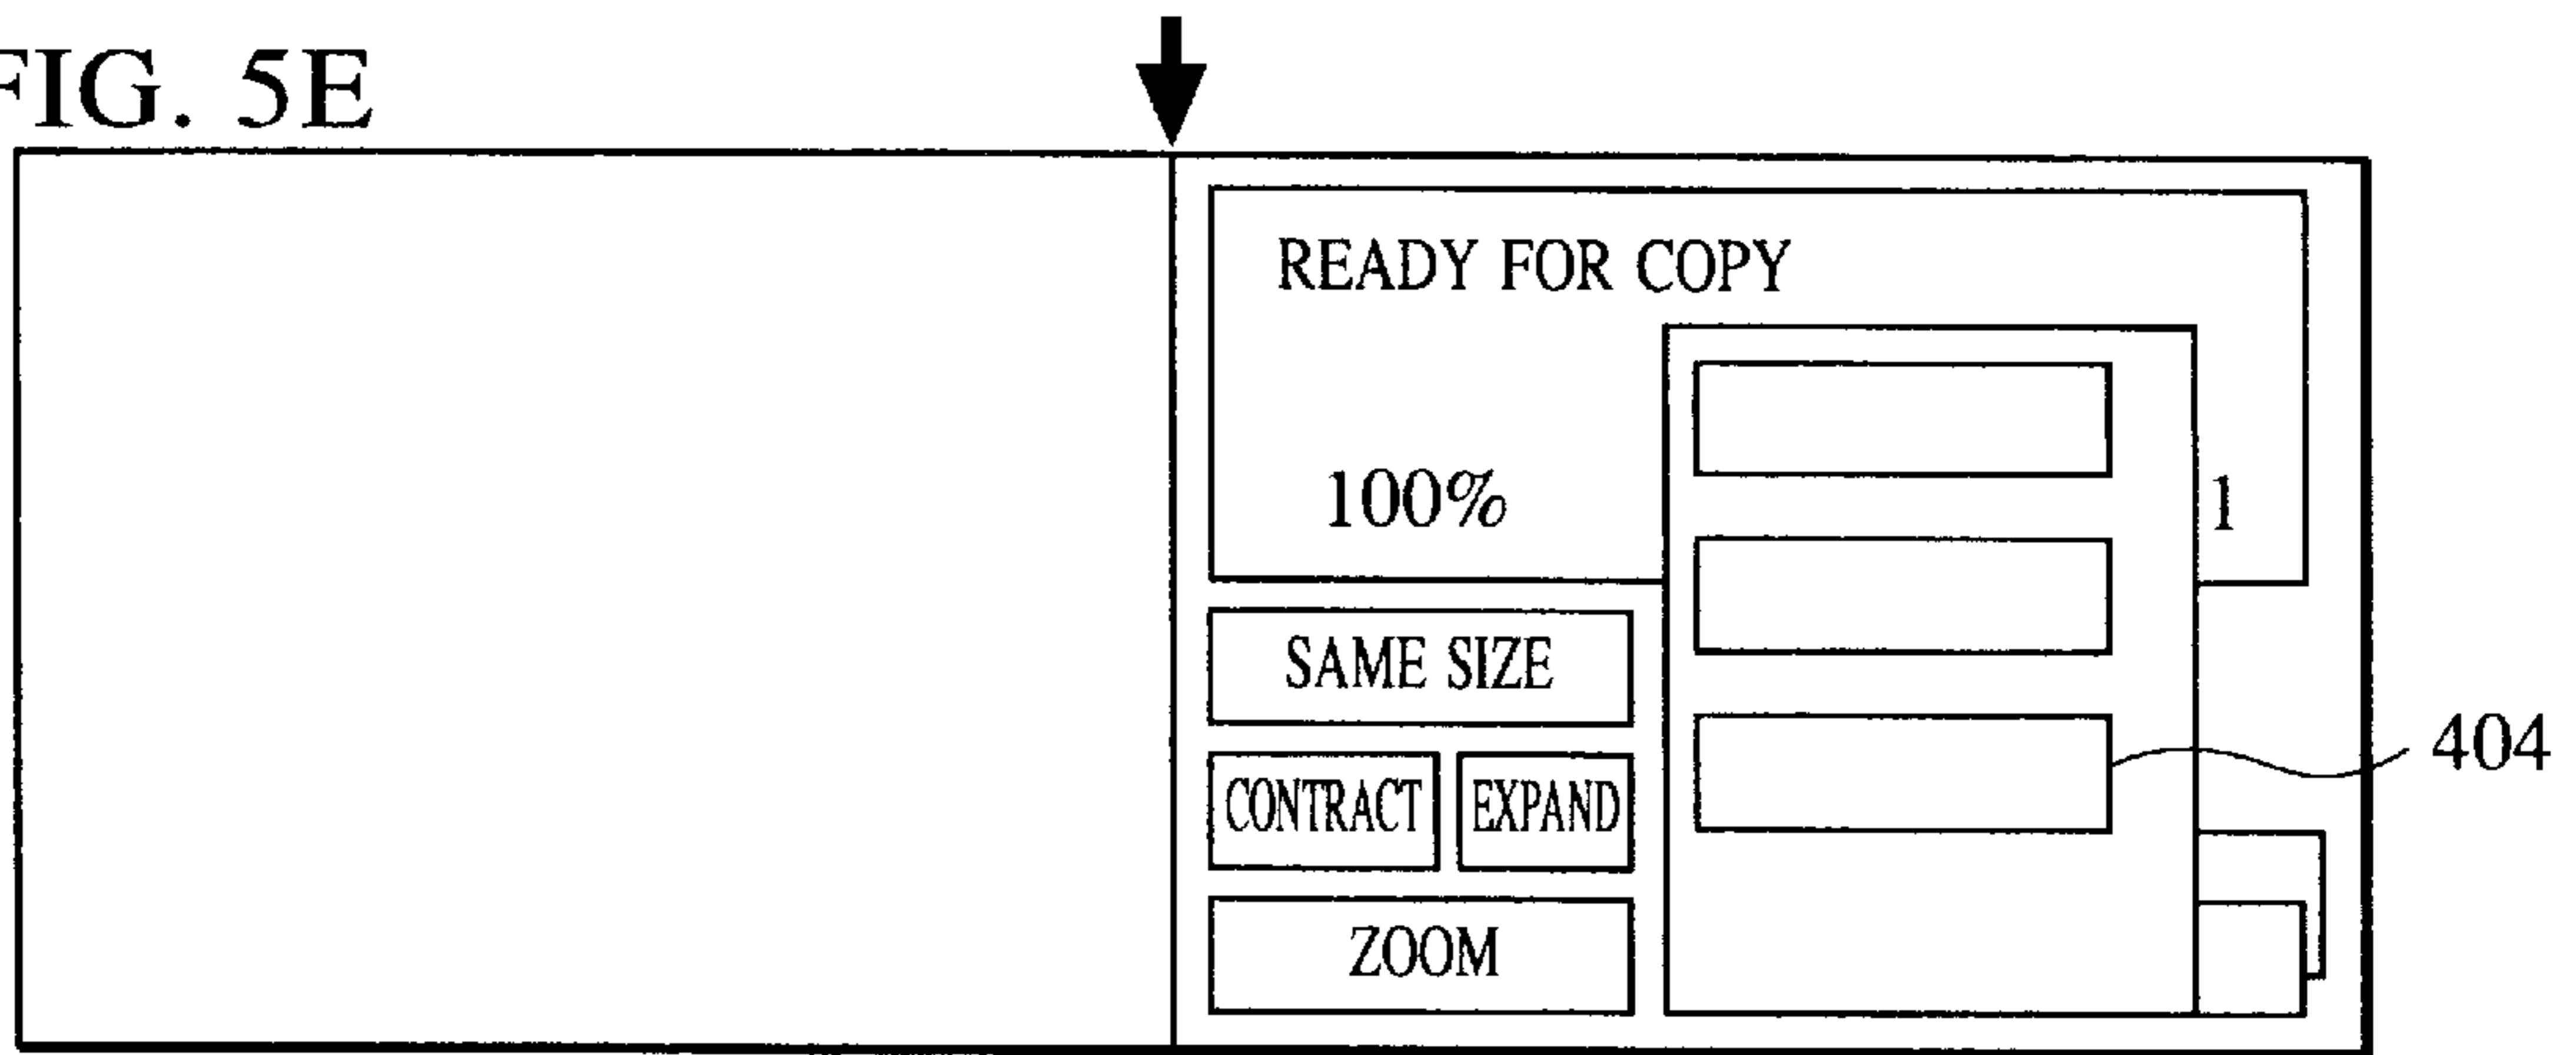 FIG. 5E
READY FOR COPY
100%
1
SAME SIZE
404
CONTRACT
EXPAND
ZOOM